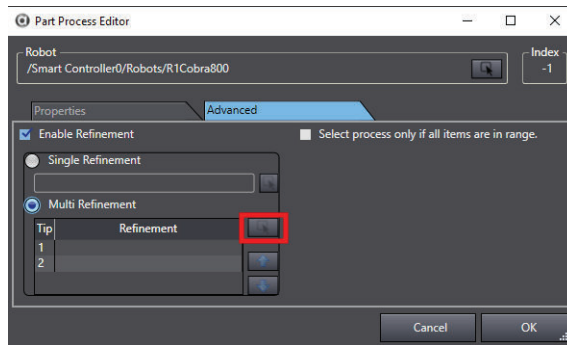 Part Process Editor
Robot
Index
/Smart Controller0/Robots/R1Cobra800
-1
Properties
Advanced
Enable Refinement
Select process only if all items are in range.
Single Refinement
Multi Refinement
Tip
Refinement
1
2
Cancel
OK